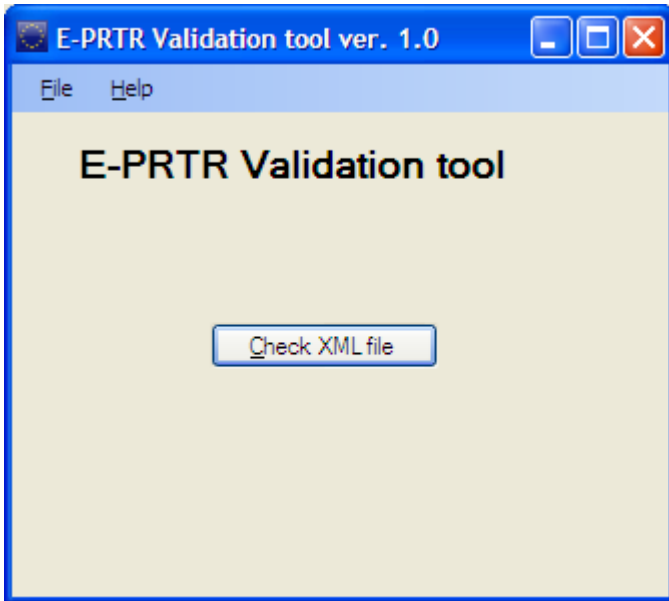 E-PRTR Validation tool ver. 1.0
File Help
E-PRTR Validation tool
Check XML file